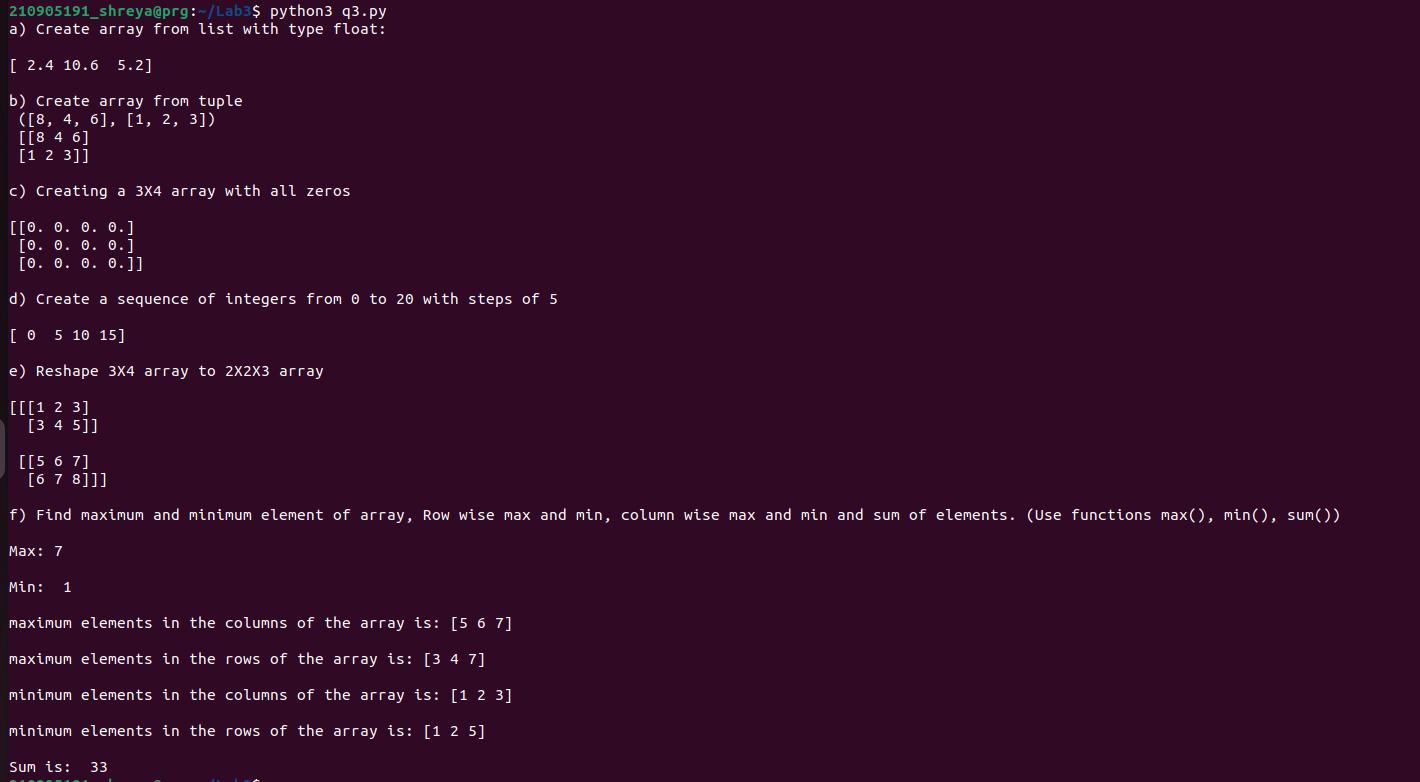 210905191_shreya@prg:~/Lab3$ python3 q3.py
a) Create array from list with type float:
[ 2.4 10.6  5.2]
b) Create array from tuple
 ([8, 4, 6], [1, 2, 3])
 [[8 4 6]
 [1 2 3]]
c) Creating a 3X4 array with all zeros
[[0. 0. 0. 0.]
 [0. 0. 0. 0.]
 [0. 0. 0. 0.]]
d) Create a sequence of integers from 0 to 20 with steps of 5
[ 0  5 10 15]
e) Reshape 3X4 array to 2X2X3 array
[[[1 2 3]
  [3 4 5]]
 [[5 6 7]
  [6 7 8]]]
f) Find maximum and minimum element of array, Row wise max and min, column wise max and min and sum of elements. (Use functions max(), min(), sum())
Max: 7
Min:  1
maximum elements in the columns of the array is: [5 6 7]
maximum elements in the rows of the array is: [3 4 7]
minimum elements in the columns of the array is: [1 2 3]
minimum elements in the rows of the array is: [1 2 5]
Sum is:  33